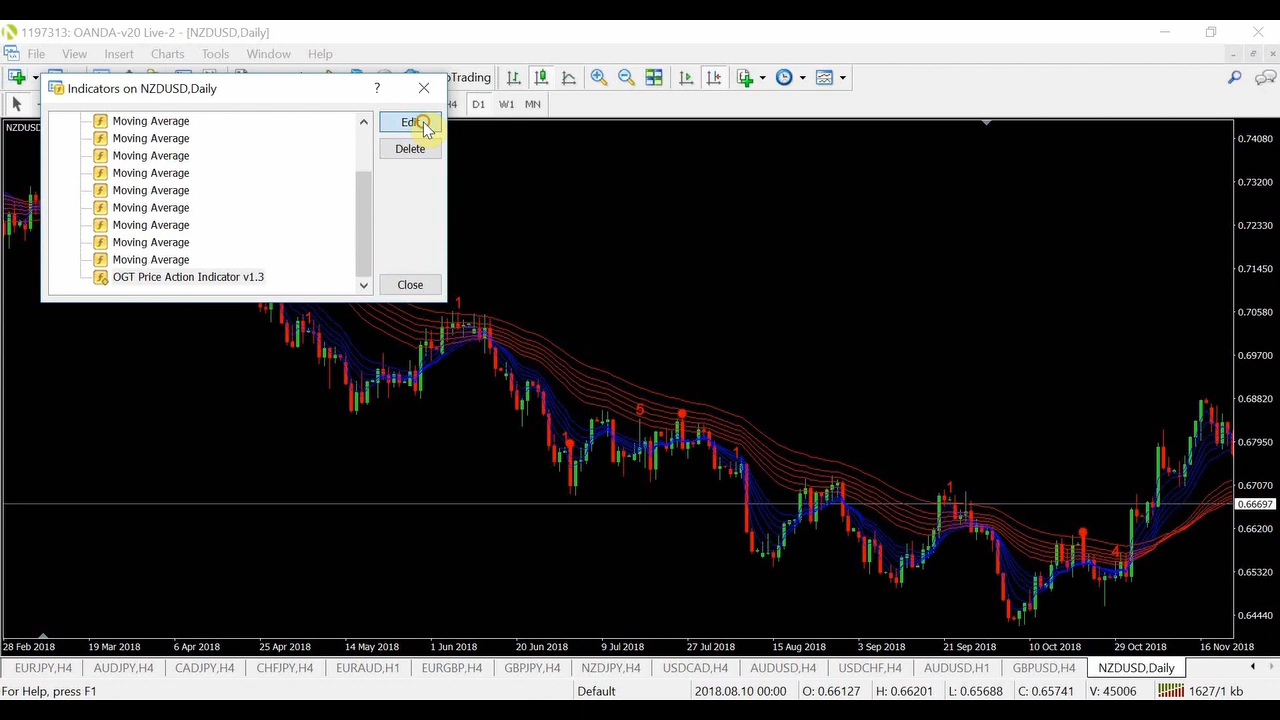 1197313: OANDA-v20 Live-2 - [NZDUSD,Daily]
File View Insert Charts Tools Window Help
Trading
Indicators on NZDUSD,Daily ?
H4 D1 W1 MN
Moving Average
Moving Average
Moving Average
Moving Average
Moving Average
Moving Average
Moving Average
Moving Average
Moving Average
OGT Price Action Indicator v1.3
Edit
Delete
Close
NZDUSD
1
1
5
1
1
1
4
0.74080
0.73200
0.72330
0.71450
0.70580
0.69700
0.68820
0.67950
0.67070
0.66697
0.66200
0.65320
0.64440
28 Feb 2018 19 Mar 2018 6 Apr 2018 25 Apr 2018 14 May 2018 1 Jun 2018 20 Jun 2018 9 Jul 2018 27 Jul 2018 15 Aug 2018 3 Sep 2018 21 Sep 2018 10 Oct 2018 29 Oct 2018 16 Nov 2018
EURJPY,H4 AUDJPY,H4 CADJPY,H4 CHFJPY,H4 EURAUD,H1 EURGBP,H4 GBPJPY,H4 NZDJPY,H4 USDCAD,H4 AUDUSD,H4 USDCHF,H4 AUDUSD,H1 GBPUSD,H4 NZDUSD,Daily
For Help, press F1 Default 2018.08.10 00:00 O: 0.66127 H: 0.66201 L: 0.65688 C: 0.65741 V: 45006 1627/1 kb